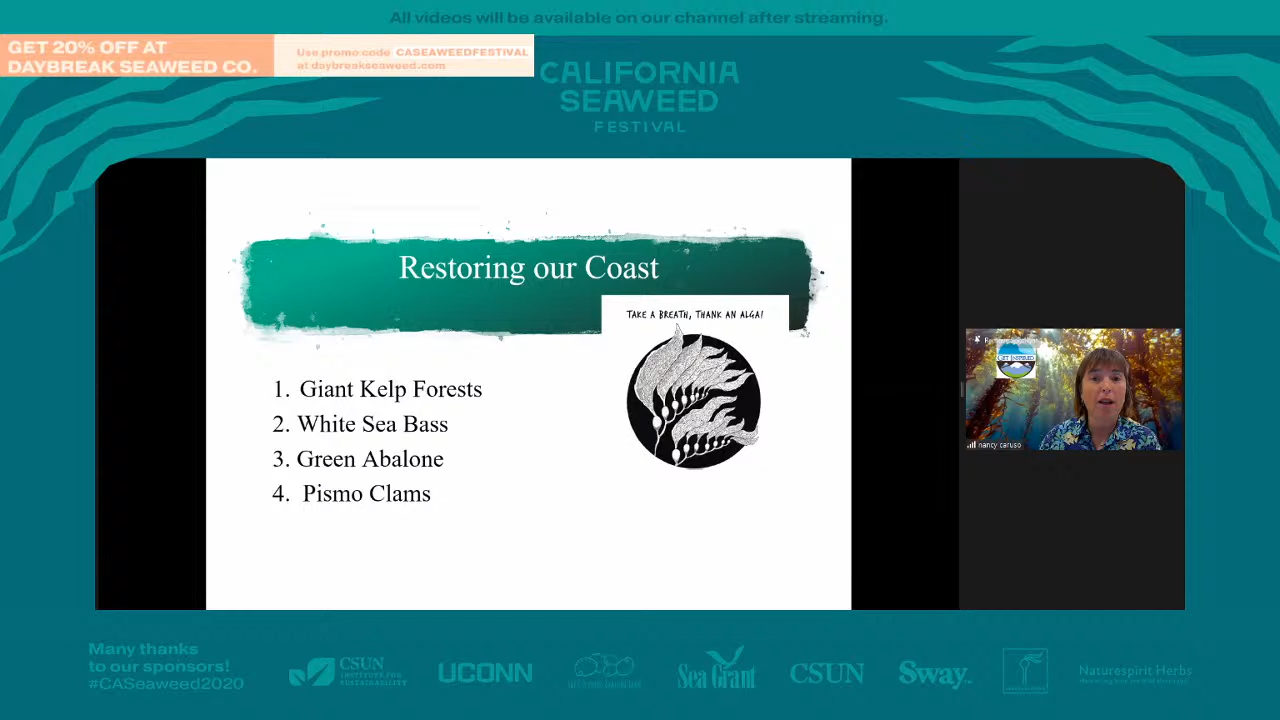 All videos will be available on our channel after streaming.
GET 20% OFF AT
DAYBREAK SEAWEED CO.
Use promo code CASEAWEEDFESTIVAL
at daybreakseaweed.com
CALIFORNIA
SEAWEED
FESTIVAL
Restoring our Coast
TAKE A BREATH, THANK AN ALGA!
1. Giant Kelp Forests
2. White Sea Bass
3. Green Abalone
4. Pismo Clams
GET INSPIRED
nancy caruso
Many thanks
to our sponsors!
#CASeaweed2020
CSUN
INSTITUTE FOR
SUSTAINABILITY
UCONN
Sea Grant
CSUN
Sway
Naturespirit Herbs